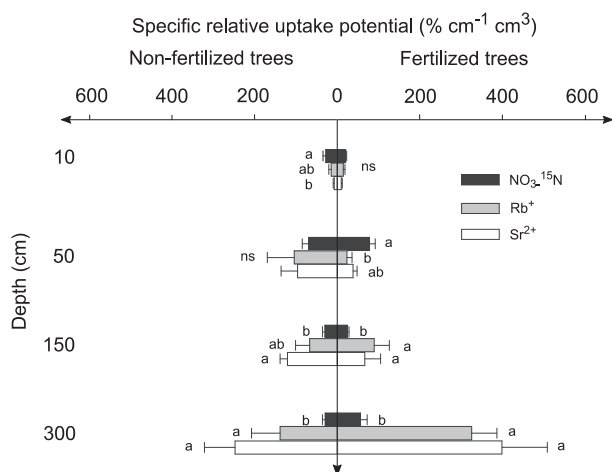 Specific relative uptake potential (% cm⁻¹ cm³)
Non-fertilized trees Fertilized trees
600 400 200 0 200 400 600
Depth (cm)
10
a
ab ns
b
NO₃-¹⁵N
Rb⁺
Sr²⁺
50
a
ns b
ab
150
b b
ab a
a a
300
b b
a a
a a